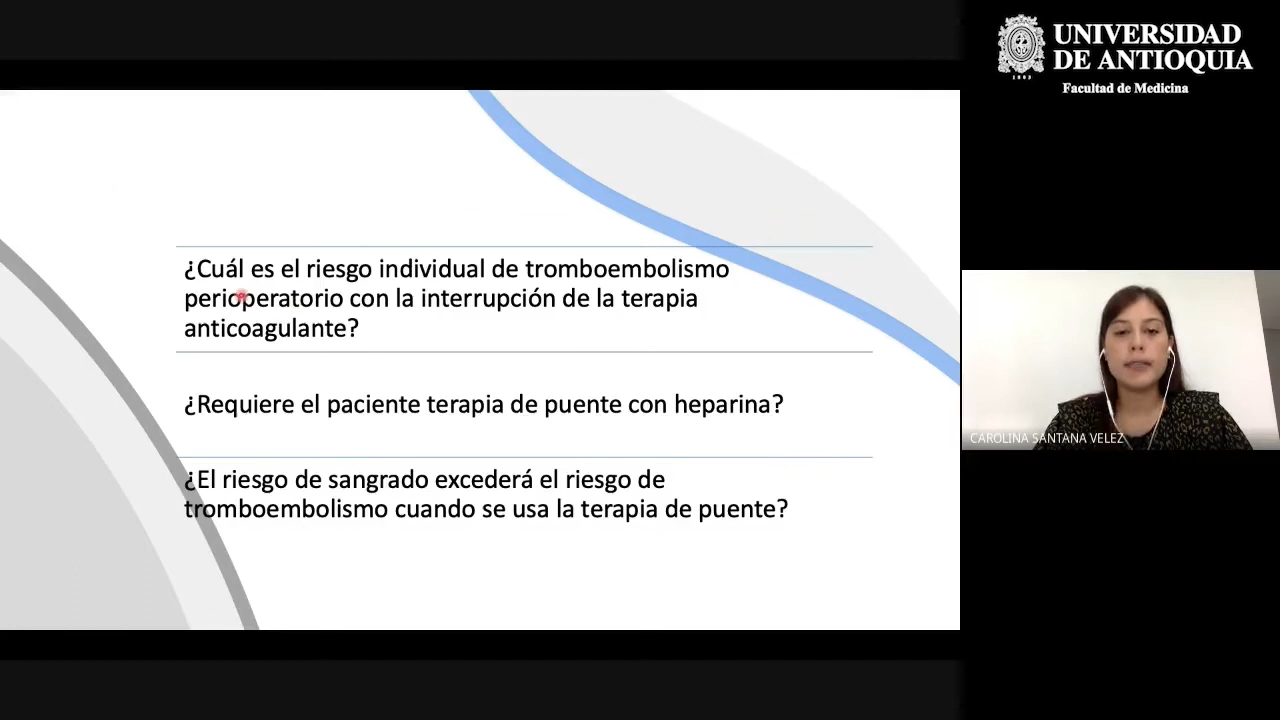 UNIVERSIDAD
DE ANTIOQUIA
1803
Facultad de Medicina
¿Cuál es el riesgo individual de tromboembolismo
perioperatorio con la interrupción de la terapia
anticoagulante?
¿Requiere el paciente terapia de puente con heparina?
¿El riesgo de sangrado excederá el riesgo de
tromboembolismo cuando se usa la terapia de puente?
CAROLINA SANTANA VELEZ